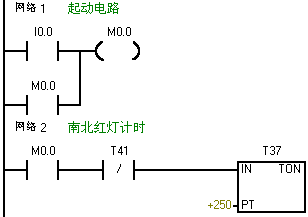 网络 1 起动电路
I0.0 M0.0
M0.0
网络 2 南北红灯计时
M0.0 T41 T37
/ IN TON
+250 PT